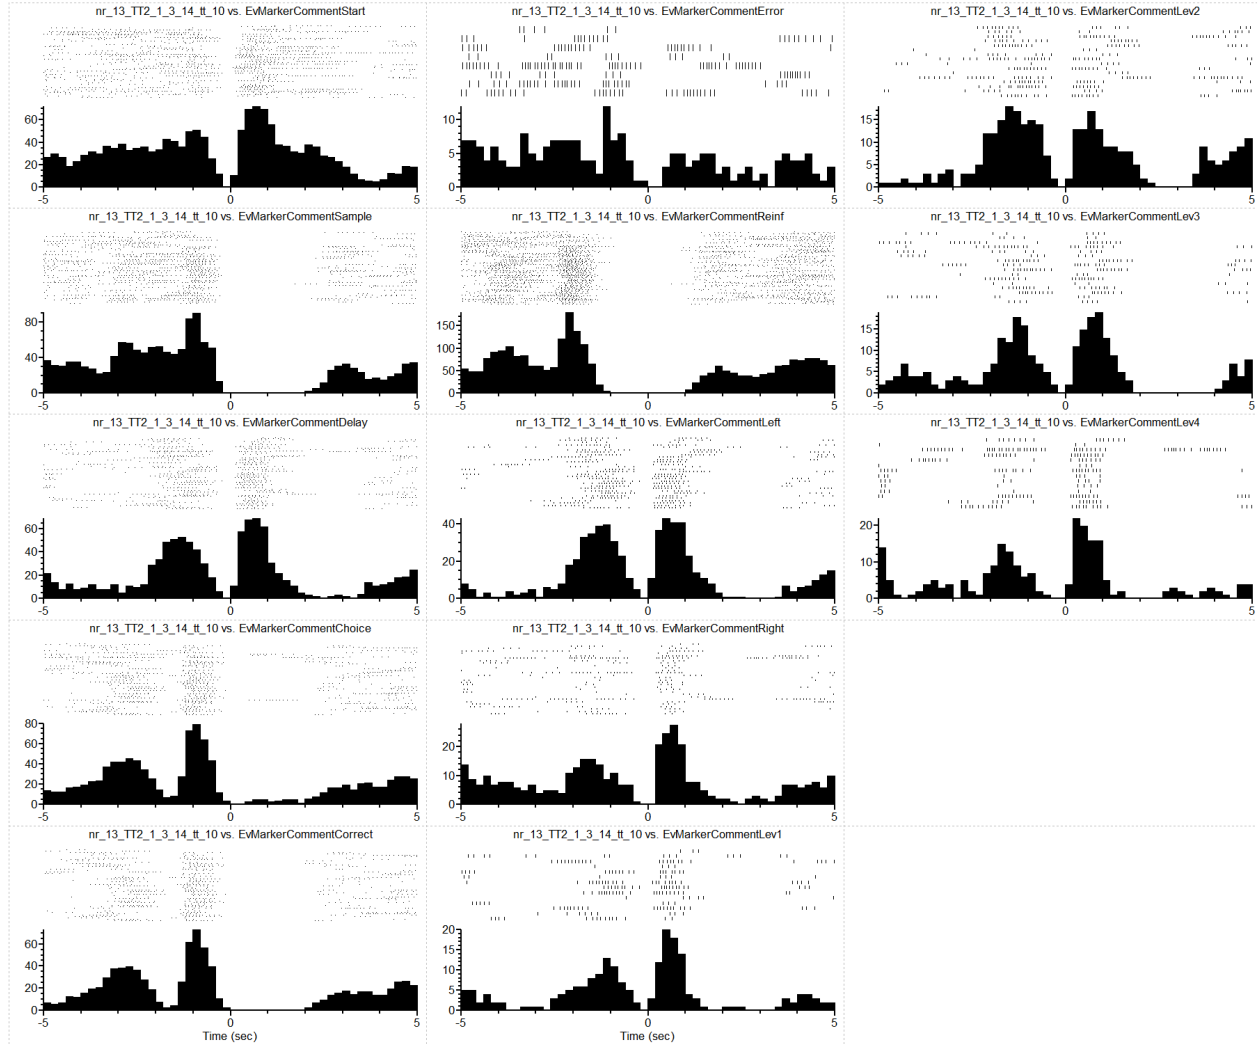 nr_13_TT2_1_3_14_tt_10 vs. EvMarkerCommentStart
60
40
20
0
-5 0 5
nr_13_TT2_1_3_14_tt_10 vs. EvMarkerCommentError
10
5
0
-5 0 5
nr_13_TT2_1_3_14_tt_10 vs. EvMarkerCommentLev2
15
10
5
0
-5 0 5
nr_13_TT2_1_3_14_tt_10 vs. EvMarkerCommentSample
80
40
0
-5 0 5
nr_13_TT2_1_3_14_tt_10 vs. EvMarkerCommentReinf
150
100
50
0
-5 0 5
nr_13_TT2_1_3_14_tt_10 vs. EvMarkerCommentLev3
15
10
5
0
-5 0 5
nr_13_TT2_1_3_14_tt_10 vs. EvMarkerCommentDelay
60
40
20
0
-5 0 5
nr_13_TT2_1_3_14_tt_10 vs. EvMarkerCommentLeft
40
20
0
-5 0 5
nr_13_TT2_1_3_14_tt_10 vs. EvMarkerCommentLev4
20
10
0
-5 0 5
nr_13_TT2_1_3_14_tt_10 vs. EvMarkerCommentChoice
80
60
40
20
0
-5 0 5
nr_13_TT2_1_3_14_tt_10 vs. EvMarkerCommentRight
20
10
0
-5 0 5
nr_13_TT2_1_3_14_tt_10 vs. EvMarkerCommentCorrect
60
40
20
0
-5 0 5
Time (sec)
nr_13_TT2_1_3_14_tt_10 vs. EvMarkerCommentLev1
20
15
10
5
0
-5 0 5
Time (sec)